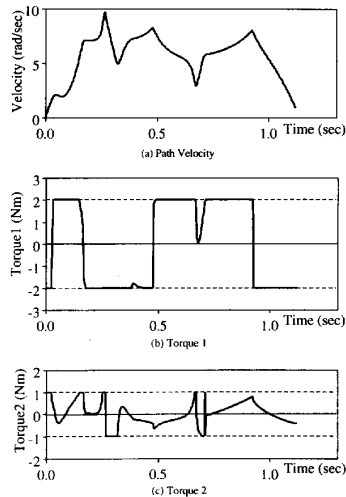 10
5
0
Velocity (rad/sec)
0.0 0.5 1.0 Time (sec)
(a) Path Velocity
3
2
1
0
-1
-2
-3
Torque1 (Nm)
0.0 0.5 1.0 Time (sec)
(b) Torque 1
2
1
0
-1
-2
Torque2 (Nm)
0.0 0.5 1.0 Time (sec)
(c) Torque 2